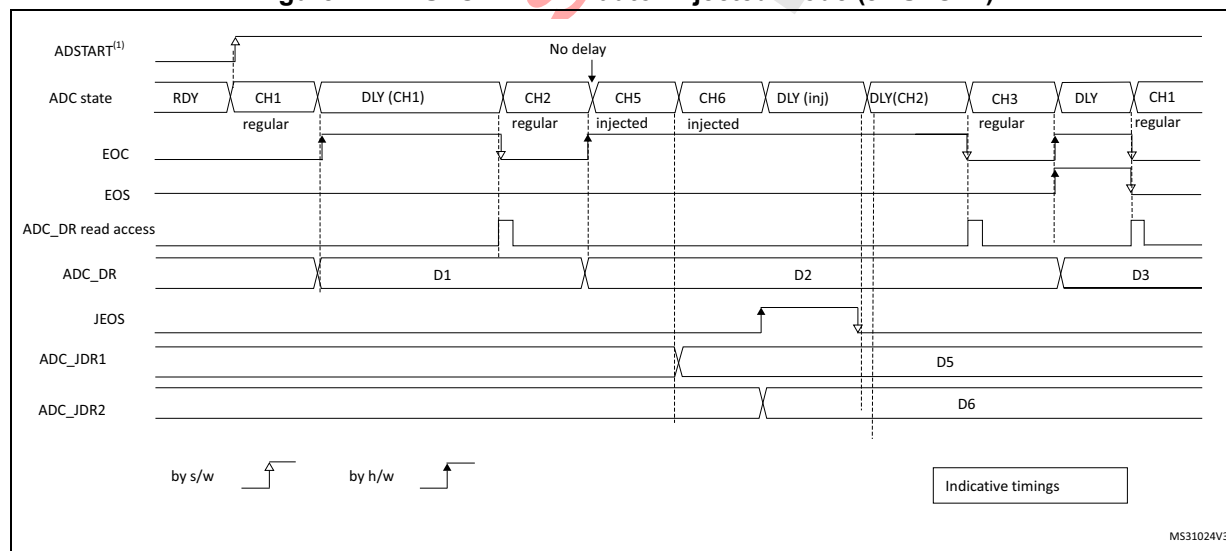 ADSTART(1)
No delay
ADC state RDY CH1 DLY (CH1) CH2 CH5 CH6 DLY (inj) DLY(CH2) CH3 DLY CH1
regular regular injected injected regular regular
EOC
EOS
ADC_DR read access
ADC_DR D1 D2 D3
JEOS
ADC_JDR1 D5
ADC_JDR2 D6
by s/w by h/w Indicative timings
MS31024V3